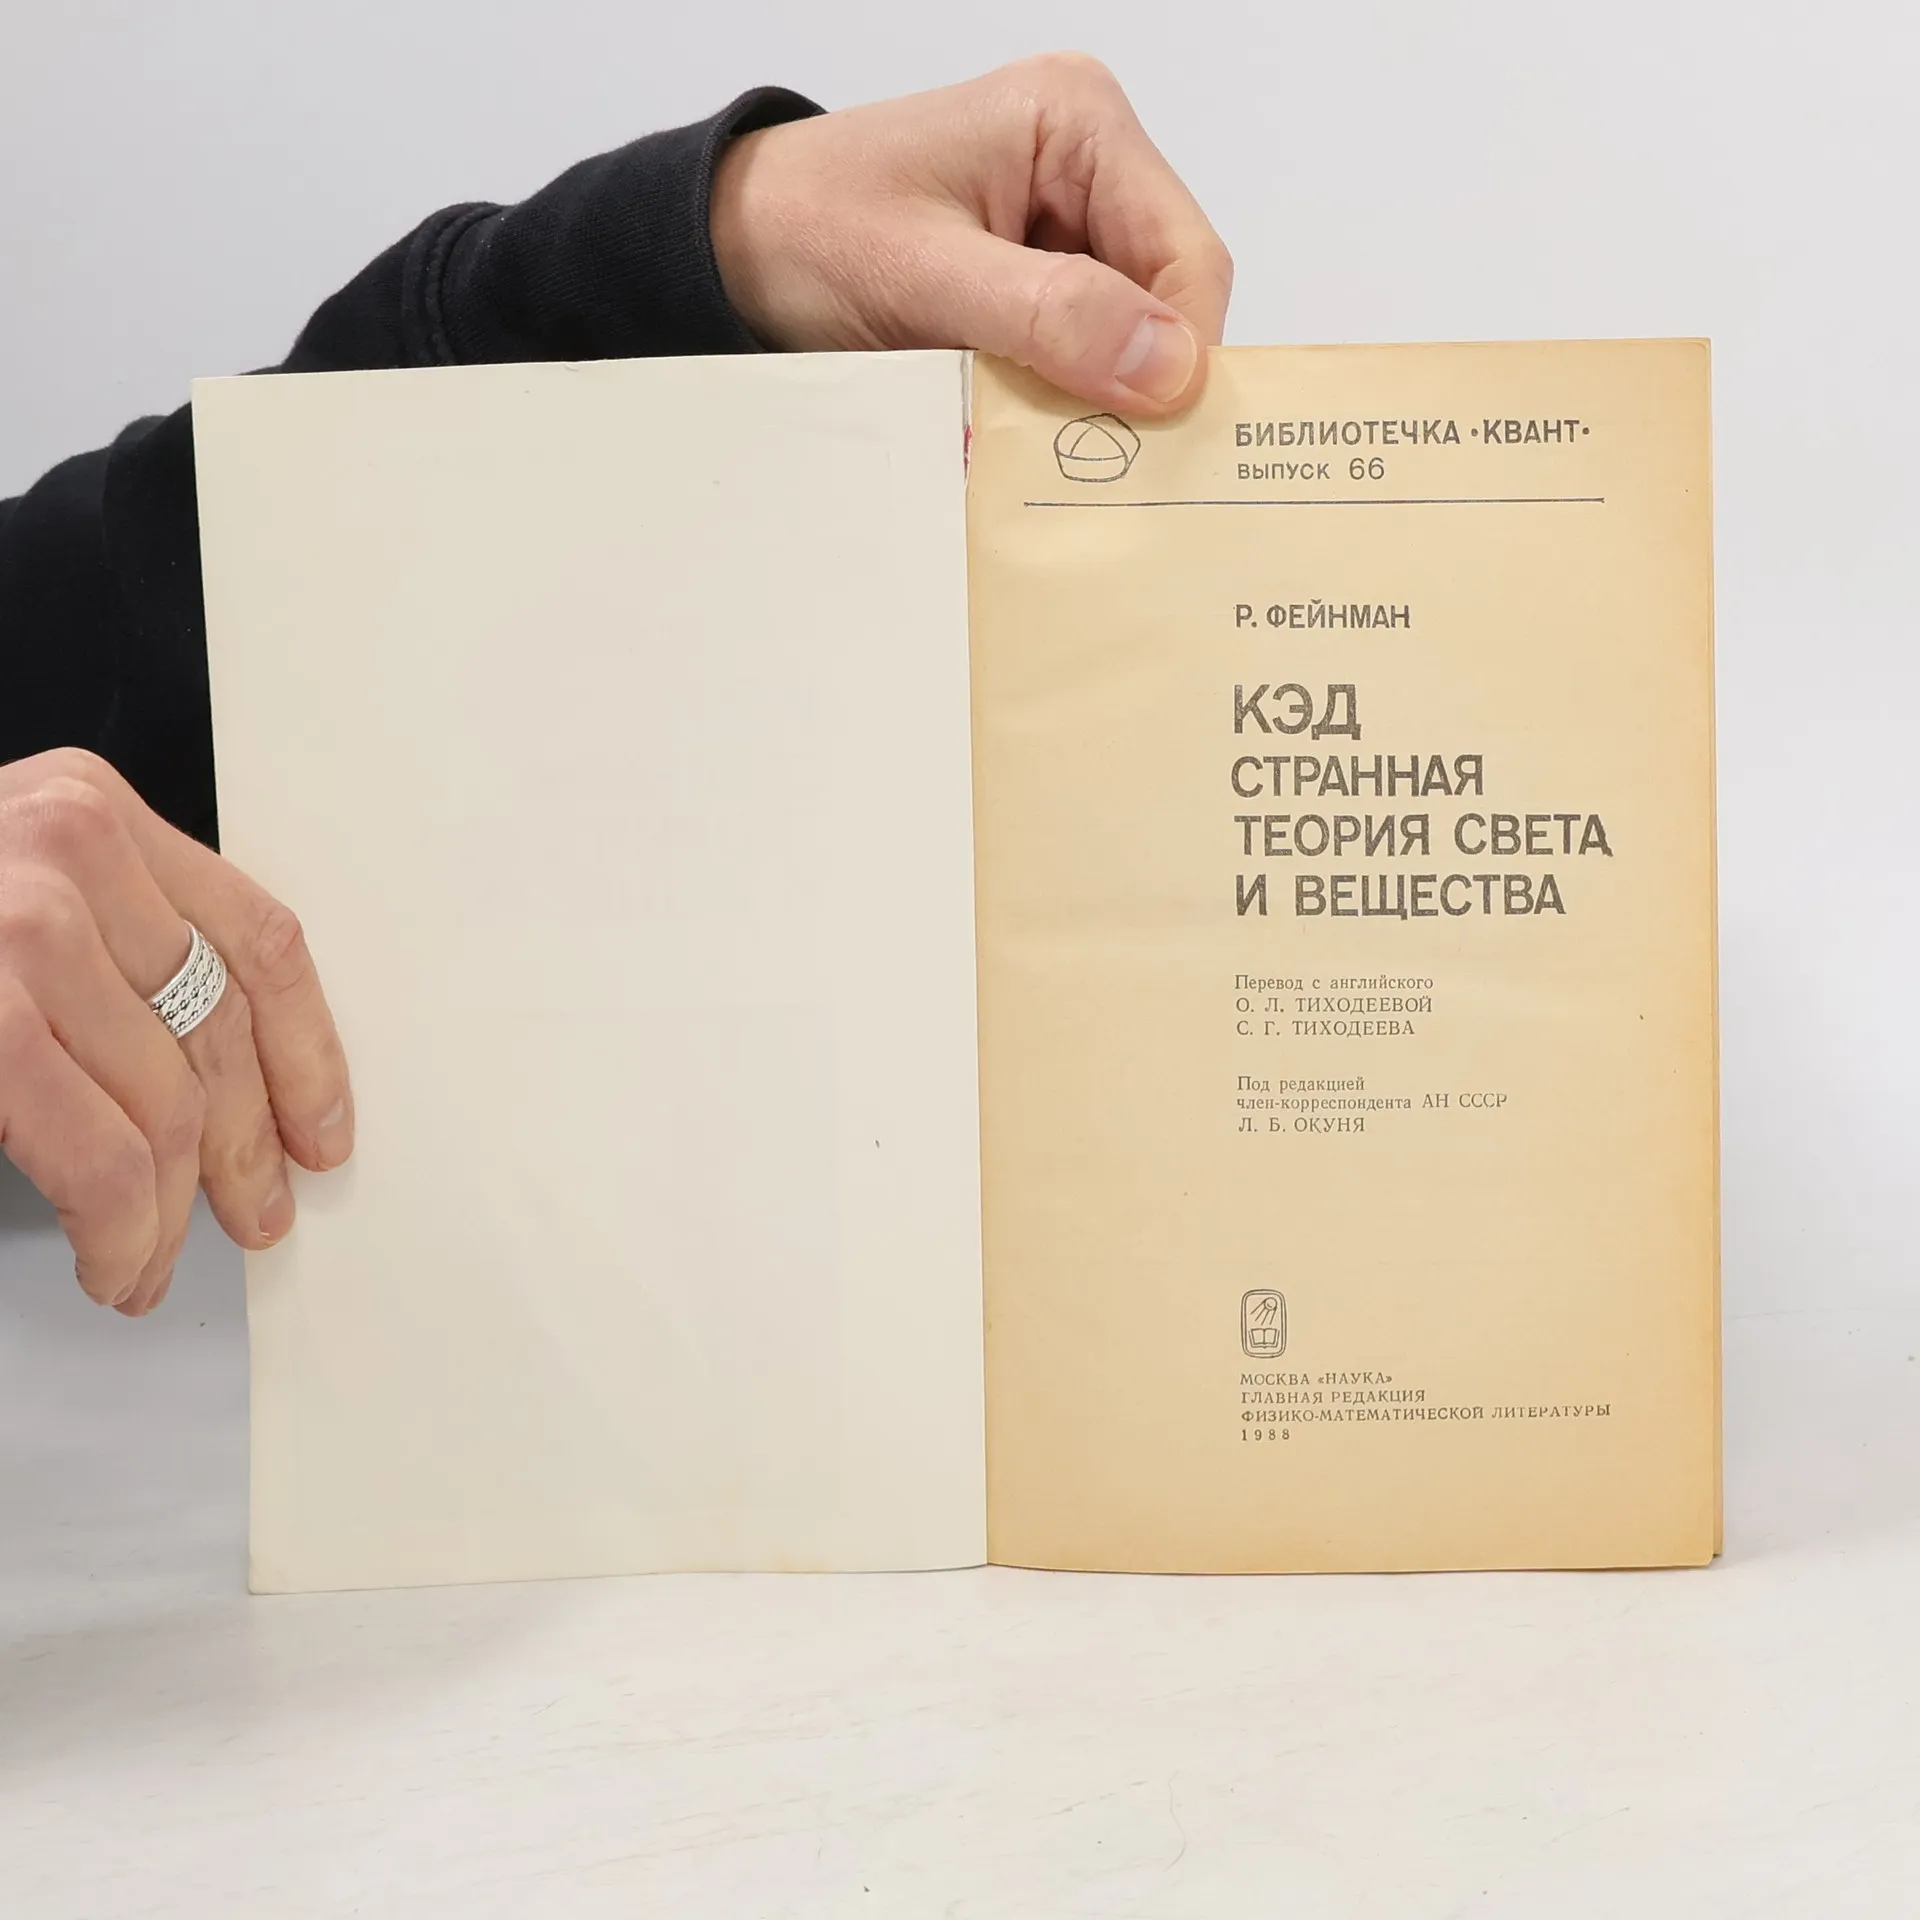 БИБЛИОТЕЧКА •КВАНТ•
ВЫПУСК 66
Р. ФЕЙНМАН
КЭД
СТРАННАЯ
ТЕОРИЯ СВЕТА
И ВЕЩЕСТВА
Перевод с английского
О. Л. ТИХОДЕЕВОЙ
С. Г. ТИХОДЕЕВА
Под редакцией
член-корреспондента АН СССР
Л. Б. ОКУНЯ
МОСКВА «НАУКА»
ГЛАВНАЯ РЕДАКЦИЯ
ФИЗИКО-МАТЕМАТИЧЕСКОЙ ЛИТЕРАТУРЫ
1988